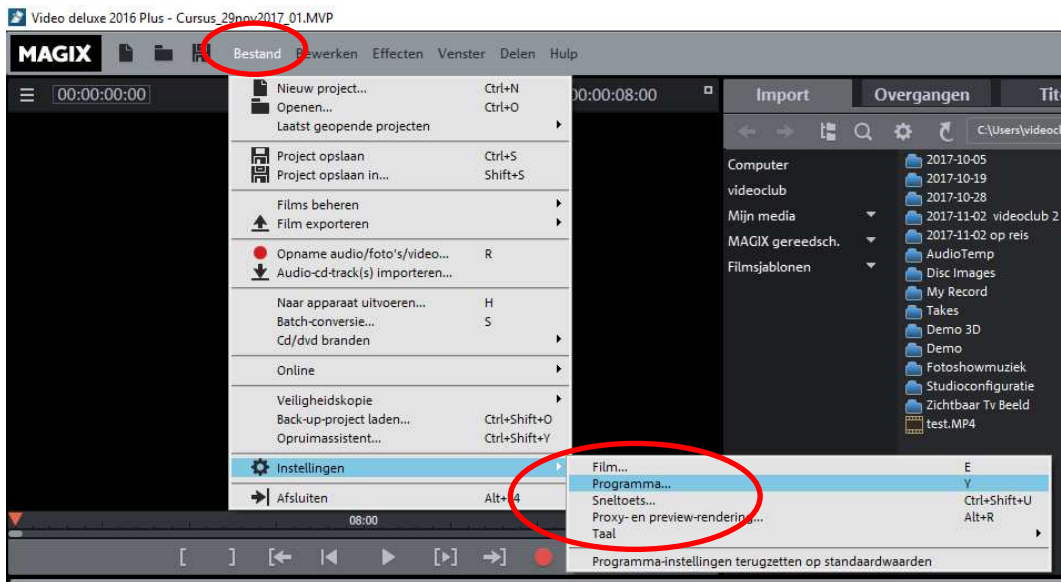 Video deluxe 2016 Plus - Cursus_29nov2017_01.MVP
MAGIX Bestand Bewerken Effecten Venster Delen Hulp
00:00:00:00
00:00:08:00
Import Overgangen Tit
C:\Users\videocl
Nieuw project... Ctrl+N
Openen... Ctrl+O
Laatst geopende projecten
Project opslaan Ctrl+S
Project opslaan in... Shift+S
Films beheren
Film exporteren
Opname audio/foto's/video... R
Audio-cd-track(s) importeren...
Naar apparaat uitvoeren... H
Batch-conversie... S
Cd/dvd branden
Online
Veiligheidskopie
Back-up-project laden... Ctrl+Shift+O
Opruimassistent... Ctrl+Shift+Y
Instellingen
Afsluiten Alt+F4
Computer
videoclub
Mijn media
MAGIX gereedsch.
Filmsjablonen
2017-10-05
2017-10-19
2017-10-28
2017-11-02 videoclub 2
2017-11-02 op reis
AudioTemp
Disc Images
My Record
Takes
Demo 3D
Demo
Fotoshowmuziek
Studioconfiguratie
Zichtbaar Tv Beeld
test.MP4
Film... E
Programma... Y
Sneltoets... Ctrl+Shift+U
Proxy- en preview-rendering... Alt+R
Taal
Programma-instellingen terugzetten op standaardwaarden
08:00